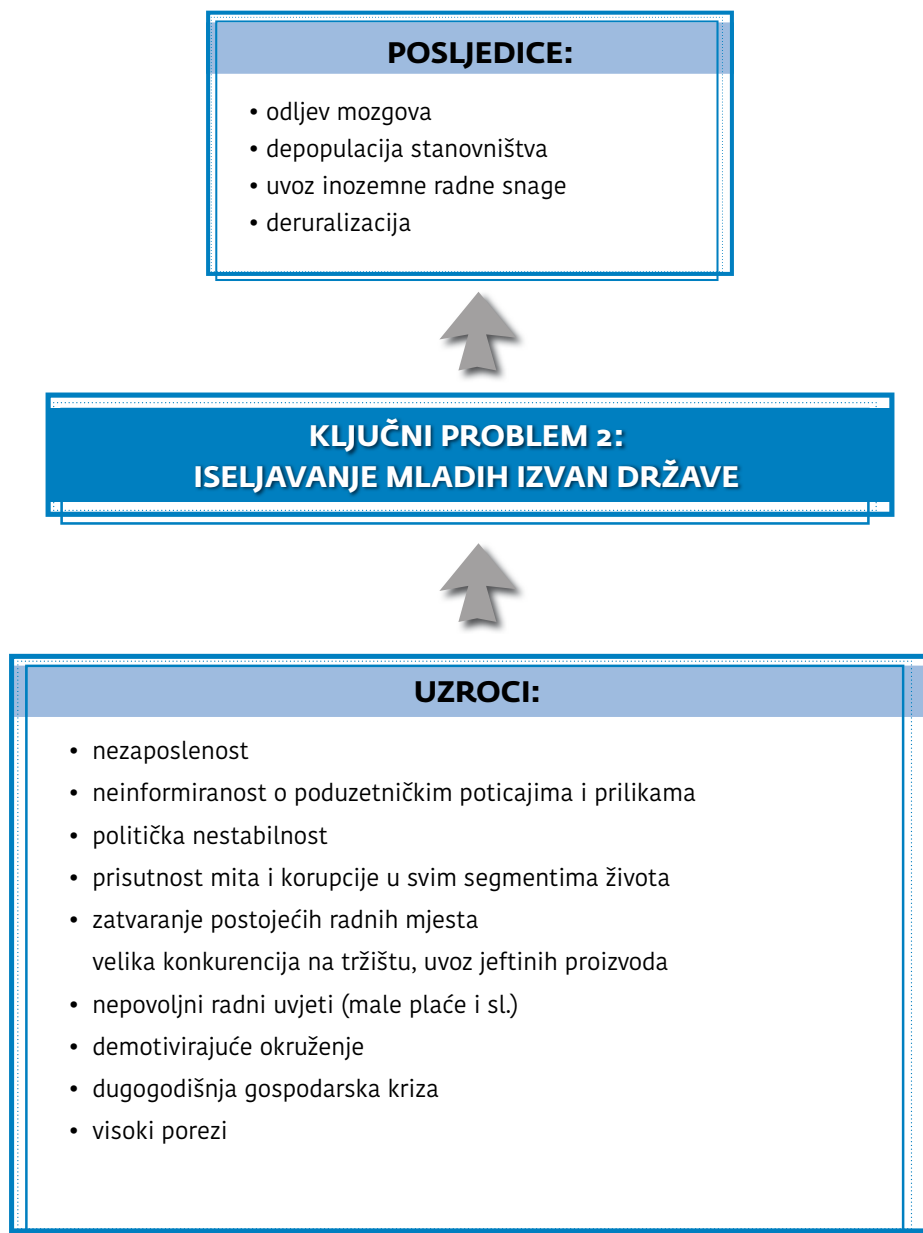 POSLJEDICE:
• odljev mozgova
• depopulacija stanovništva
• uvoz inozemne radne snage
• deruralizacija
KLJUČNI PROBLEM 2:
ISELJAVANJE MLADIH IZVAN DRŽAVE
UZROCI:
• nezaposlenost
• neinformiranost o poduzetničkim poticajima i prilikama
• politička nestabilnost
• prisutnost mita i korupcije u svim segmentima života
• zatvaranje postojećih radnih mjesta
velika konkurencija na tržištu, uvoz jeftinih proizvoda
• nepovoljni radni uvjeti (male plaće i sl.)
• demotivirajuće okruženje
• dugogodišnja gospodarska kriza
• visoki porezi